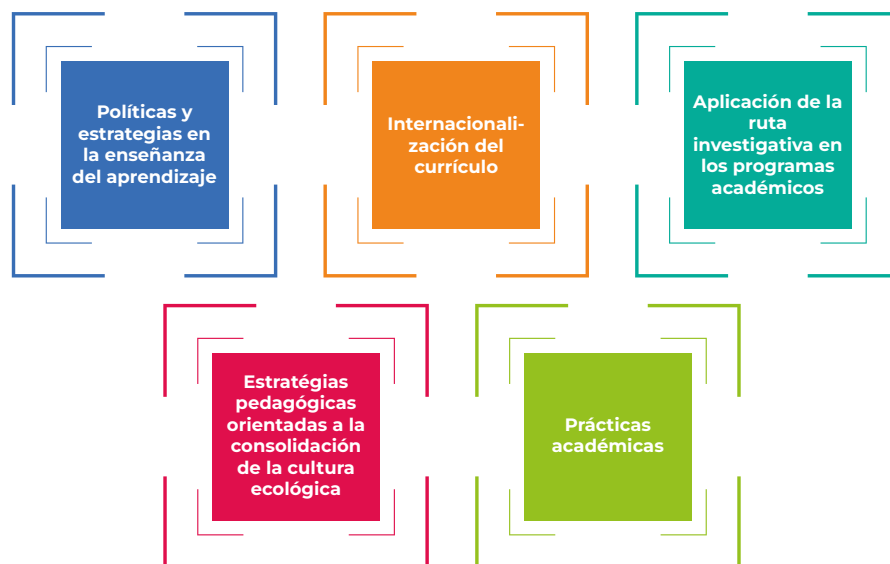 Políticas y
estrategias en
la enseñanza
del aprendizaje
Internacionali-
zación del
currículo
Aplicación de la
ruta
investigativa en
los programas
académicos
Estratégias
pedagógicas
orientadas a la
consolidación
de la cultura
ecológica
Prácticas
académicas